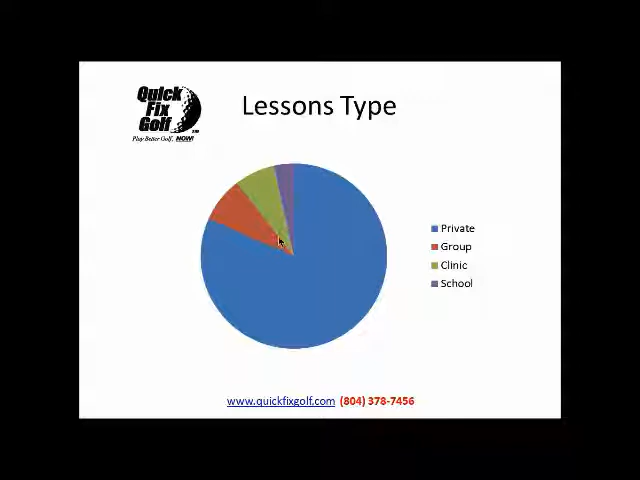 Quick
Fix
Golf
Play Better Golf, NOW!
Lessons Type
Private
Group
Clinic
School
www.quickfixgolf.com (804) 378-7456